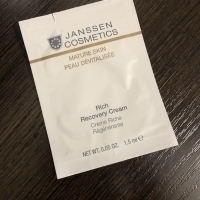 JANSSEN
COSMETICS
MATURE SKIN
PEAU DÉVITALISÉE
Rich
Recovery Cream
Crème Riche
Régénérante
NET WT. 0.05 OZ. 1,5 ml ℮